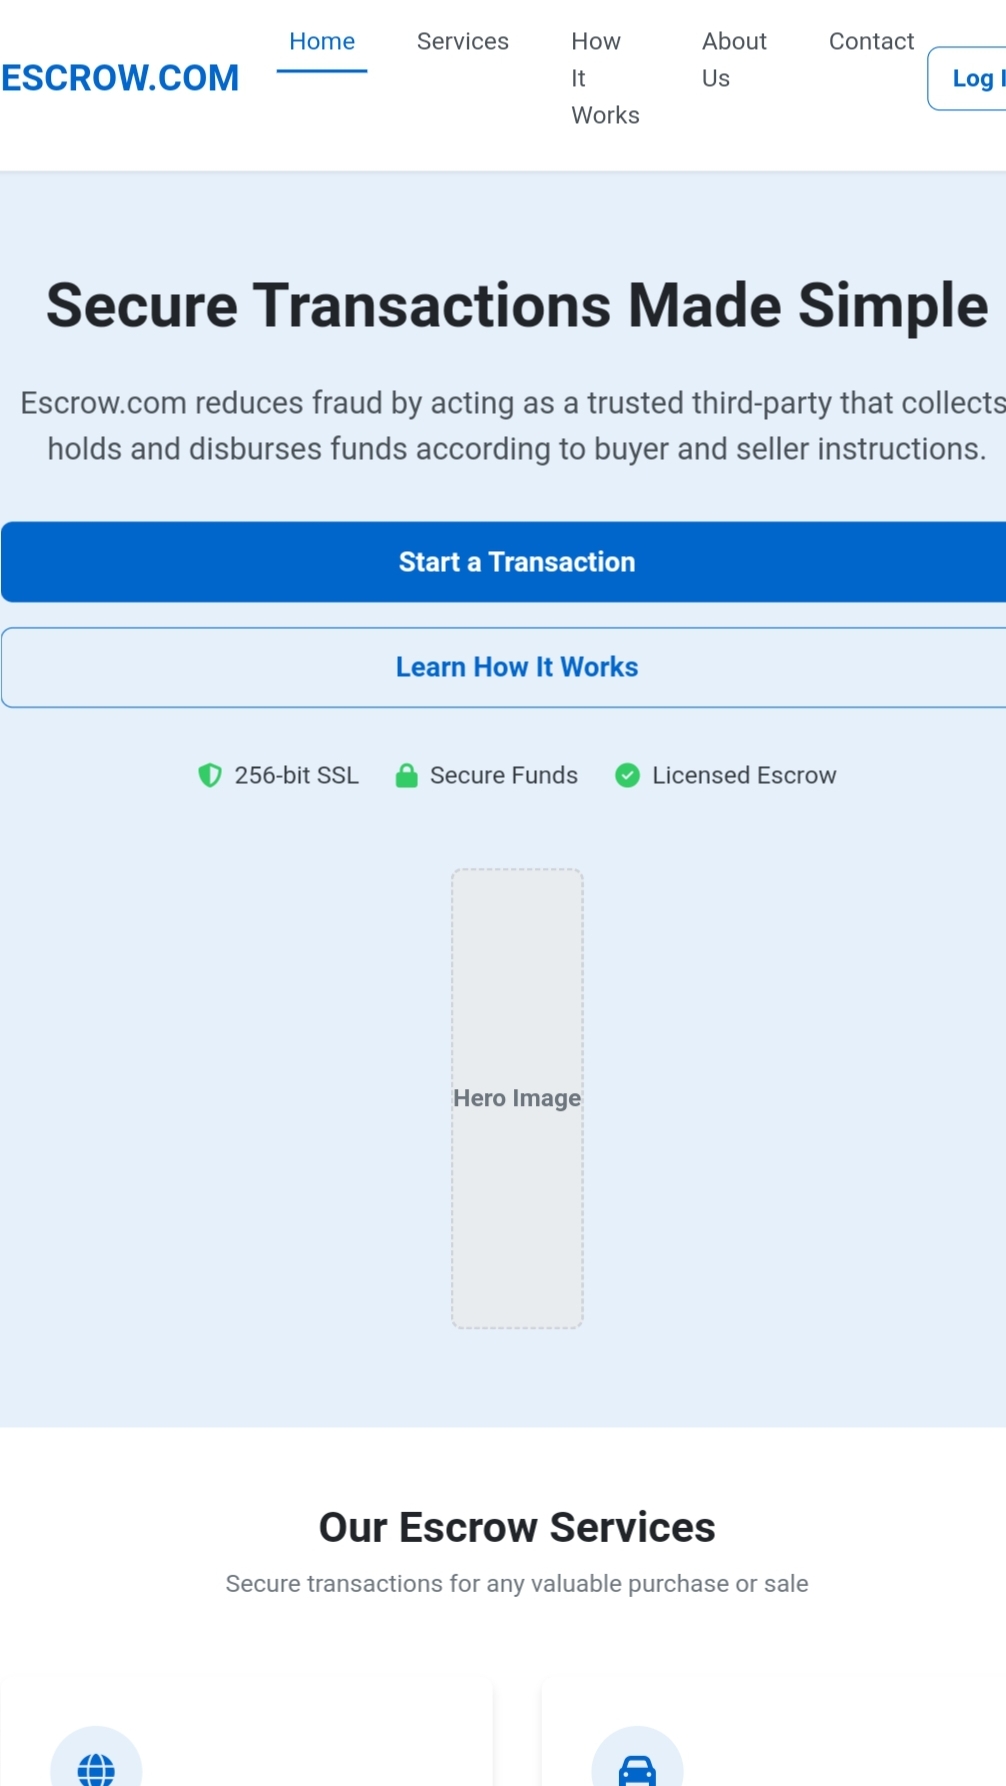 ESCROW.COM
Home
Services
How
It
Works
About
Us
Contact
Log I
Secure Transactions Made Simple
Escrow.com reduces fraud by acting as a trusted third-party that collects
holds and disburses funds according to buyer and seller instructions.
Start a Transaction
Learn How It Works
256-bit SSL
Secure Funds
Licensed Escrow
Hero Image
Our Escrow Services
Secure transactions for any valuable purchase or sale